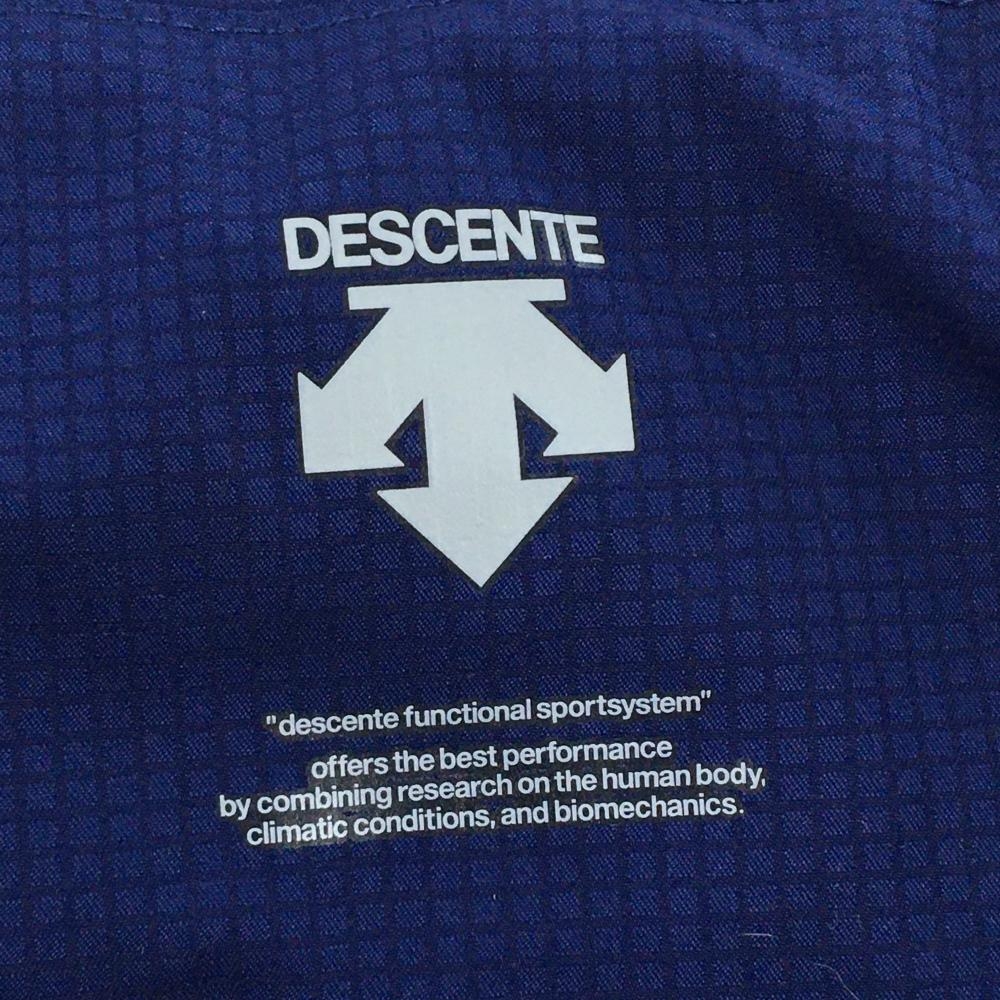 DESCENTE
"descente functional sportsystem"
offers the best performance
by combining research on the human body,
climatic conditions, and biomechanics.